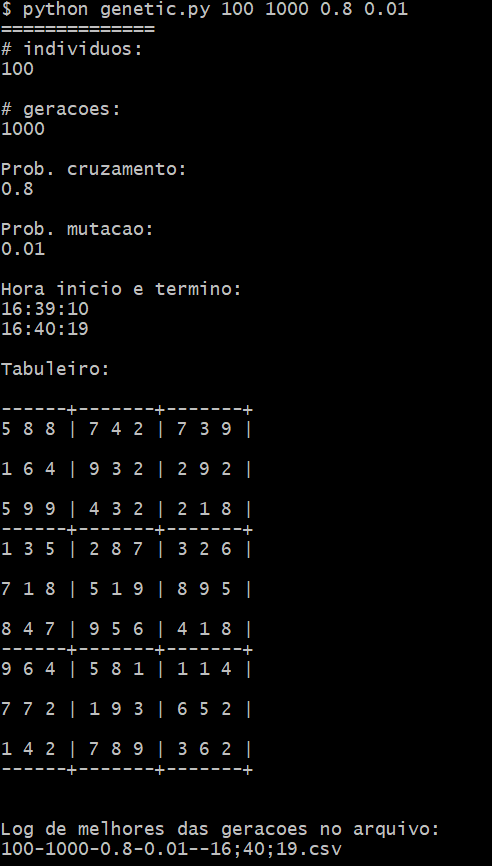 $ python genetic.py 100 1000 0.8 0.01
==============
# individuos:
100
# geracoes:
1000
Prob. cruzamento:
0.8
Prob. mutacao:
0.01
Hora inicio e termino:
16:39:10
16:40:19
Tabuleiro:
------+-------+-------+
5 8 8 | 7 4 2 | 7 3 9 |
1 6 4 | 9 3 2 | 2 9 2 |
5 9 9 | 4 3 2 | 2 1 8 |
------+-------+-------+
1 3 5 | 2 8 7 | 3 2 6 |
7 1 8 | 5 1 9 | 8 9 5 |
8 4 7 | 9 5 6 | 4 1 8 |
------+-------+-------+
9 6 4 | 5 8 1 | 1 1 4 |
7 7 2 | 1 9 3 | 6 5 2 |
1 4 2 | 7 8 9 | 3 6 2 |
------+-------+-------+
Log de melhores das geracoes no arquivo:
100-1000-0.8-0.01--16;40;19.csv